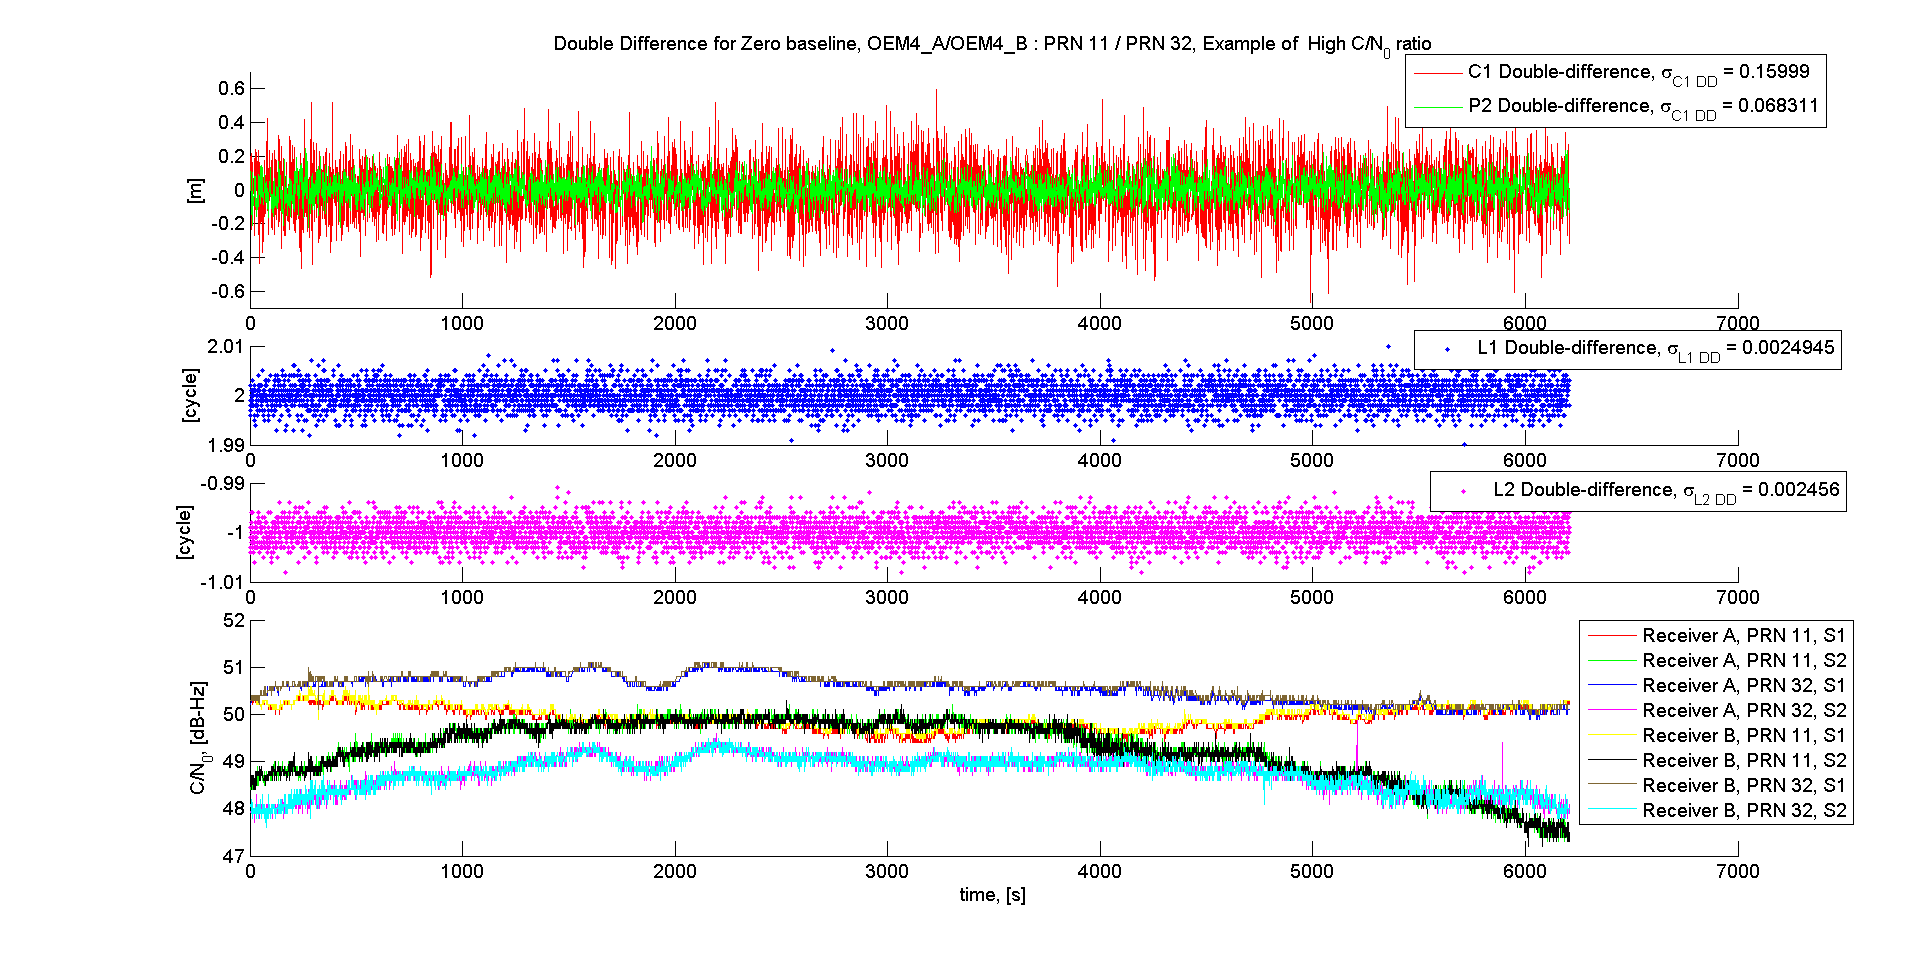 Double Difference for Zero baseline, OEM4_A/OEM4_B : PRN 11 / PRN 32, Example of  High C/N0 ratio
C1 Double-difference, σC1 DD = 0.15999
P2 Double-difference, σC1 DD = 0.068311
0.6
0.4
0.2
0
-0.2
-0.4
-0.6
[m]
0 1000 2000 3000 4000 5000 6000 7000
L1 Double-difference, σL1 DD = 0.0024945
2.01
2
1.99
[cycle]
0 1000 2000 3000 4000 5000 6000 7000
L2 Double-difference, σL2 DD = 0.002456
-0.99
-1
-1.01
[cycle]
0 1000 2000 3000 4000 5000 6000 7000
52
51
50
49
48
47
C/N0, [dB-Hz]
Receiver A, PRN 11, S1
Receiver A, PRN 11, S2
Receiver A, PRN 32, S1
Receiver A, PRN 32, S2
Receiver B, PRN 11, S1
Receiver B, PRN 11, S2
Receiver B, PRN 32, S1
Receiver B, PRN 32, S2
0 1000 2000 3000 4000 5000 6000 7000
time, [s]